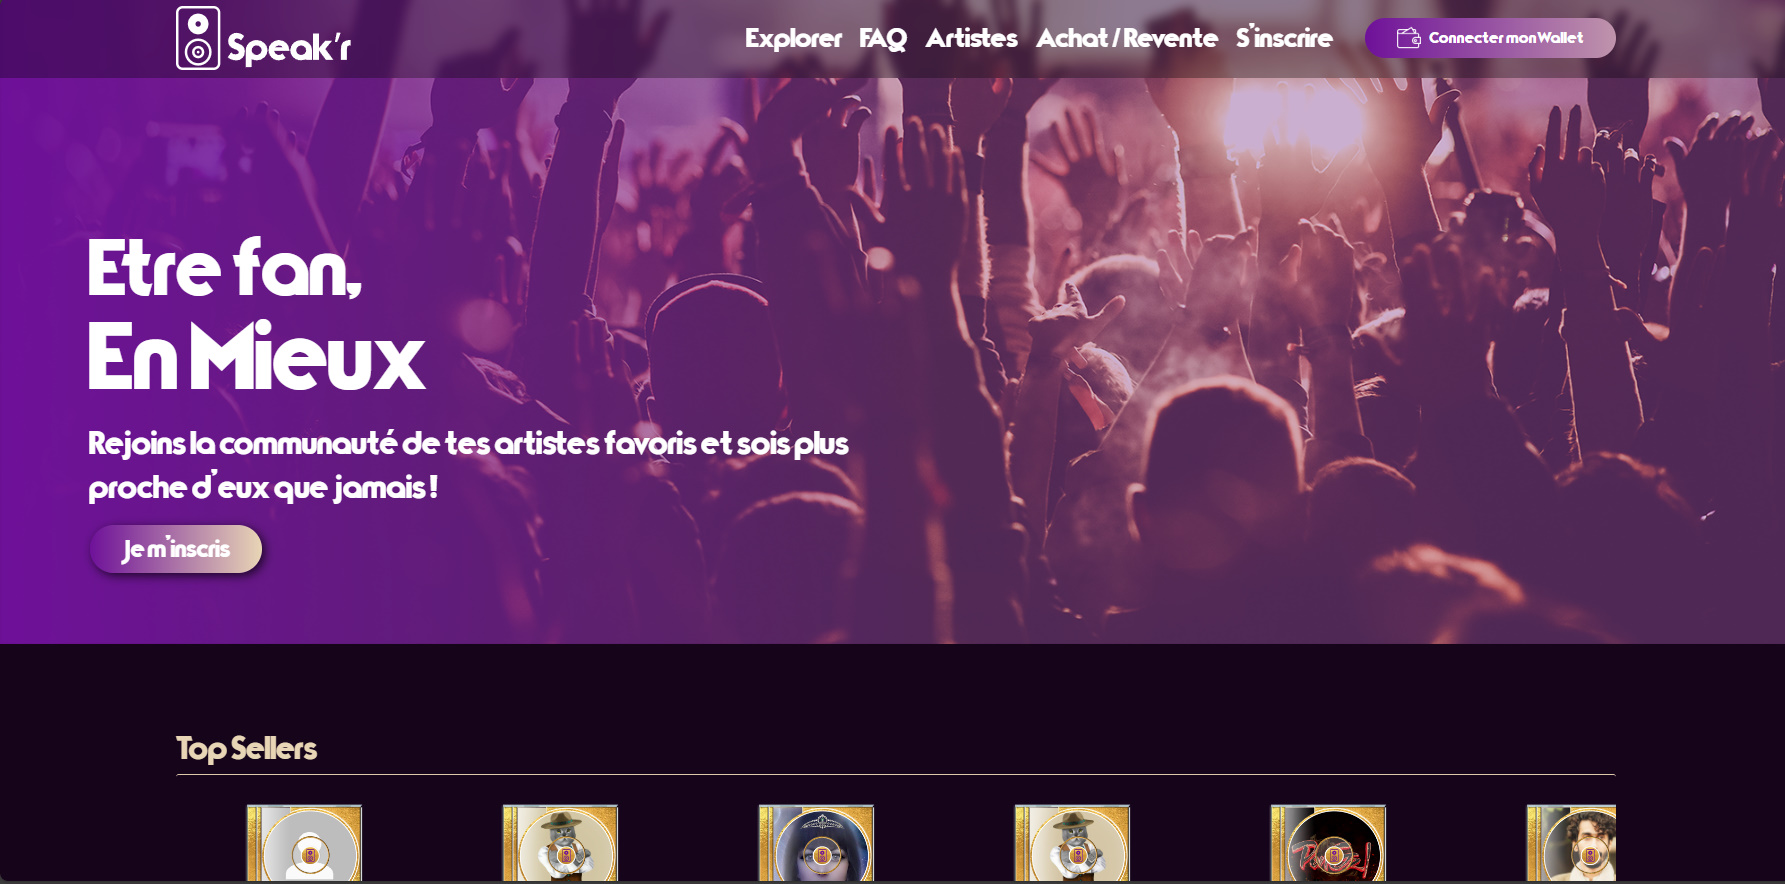 Speak'r
Explorer FAQ Artistes Achat / Revente S'inscrire Connecter mon Wallet
Etre fan,
En Mieux
Rejoins la communauté de tes artistes favoris et sois plus
proche d'eux que jamais !
Je m'inscris
Top Sellers